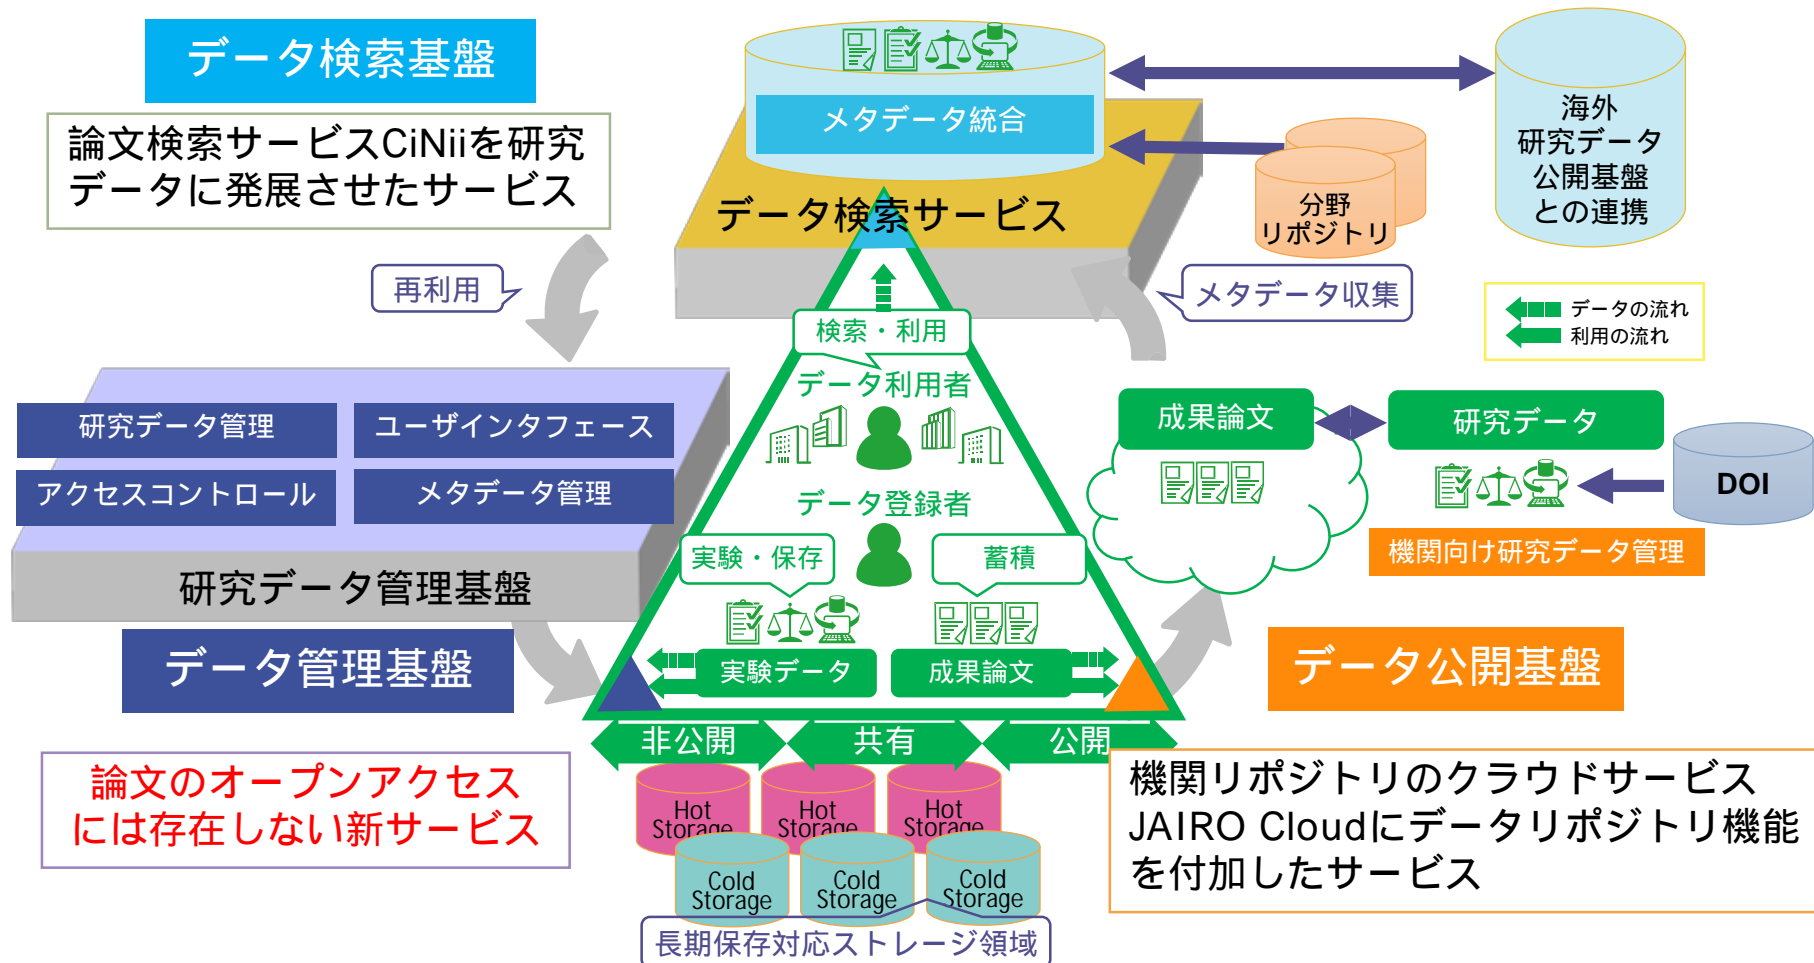 データ検索基盤
論文検索サービスCiNiiを研究
データに発展させたサービス
メタデータ統合
データ検索サービス
分野
リポジトリ
海外
研究データ
公開基盤
との連携
再利用
メタデータ収集
データの流れ
利用の流れ
検索・利用
データ利用者
データ登録者
実験・保存
蓄積
実験データ
成果論文
研究データ管理
ユーザインタフェース
アクセスコントロール
メタデータ管理
研究データ管理基盤
データ管理基盤
論文のオープンアクセス
には存在しない新サービス
成果論文
研究データ
DOI
機関向け研究データ管理
データ公開基盤
機関リポジトリのクラウドサービス
JAIRO Cloudにデータリポジトリ機能
を付加したサービス
非公開
共有
公開
Hot
Storage
Hot
Storage
Hot
Storage
Cold
Storage
Cold
Storage
Cold
Storage
長期保存対応ストレージ領域